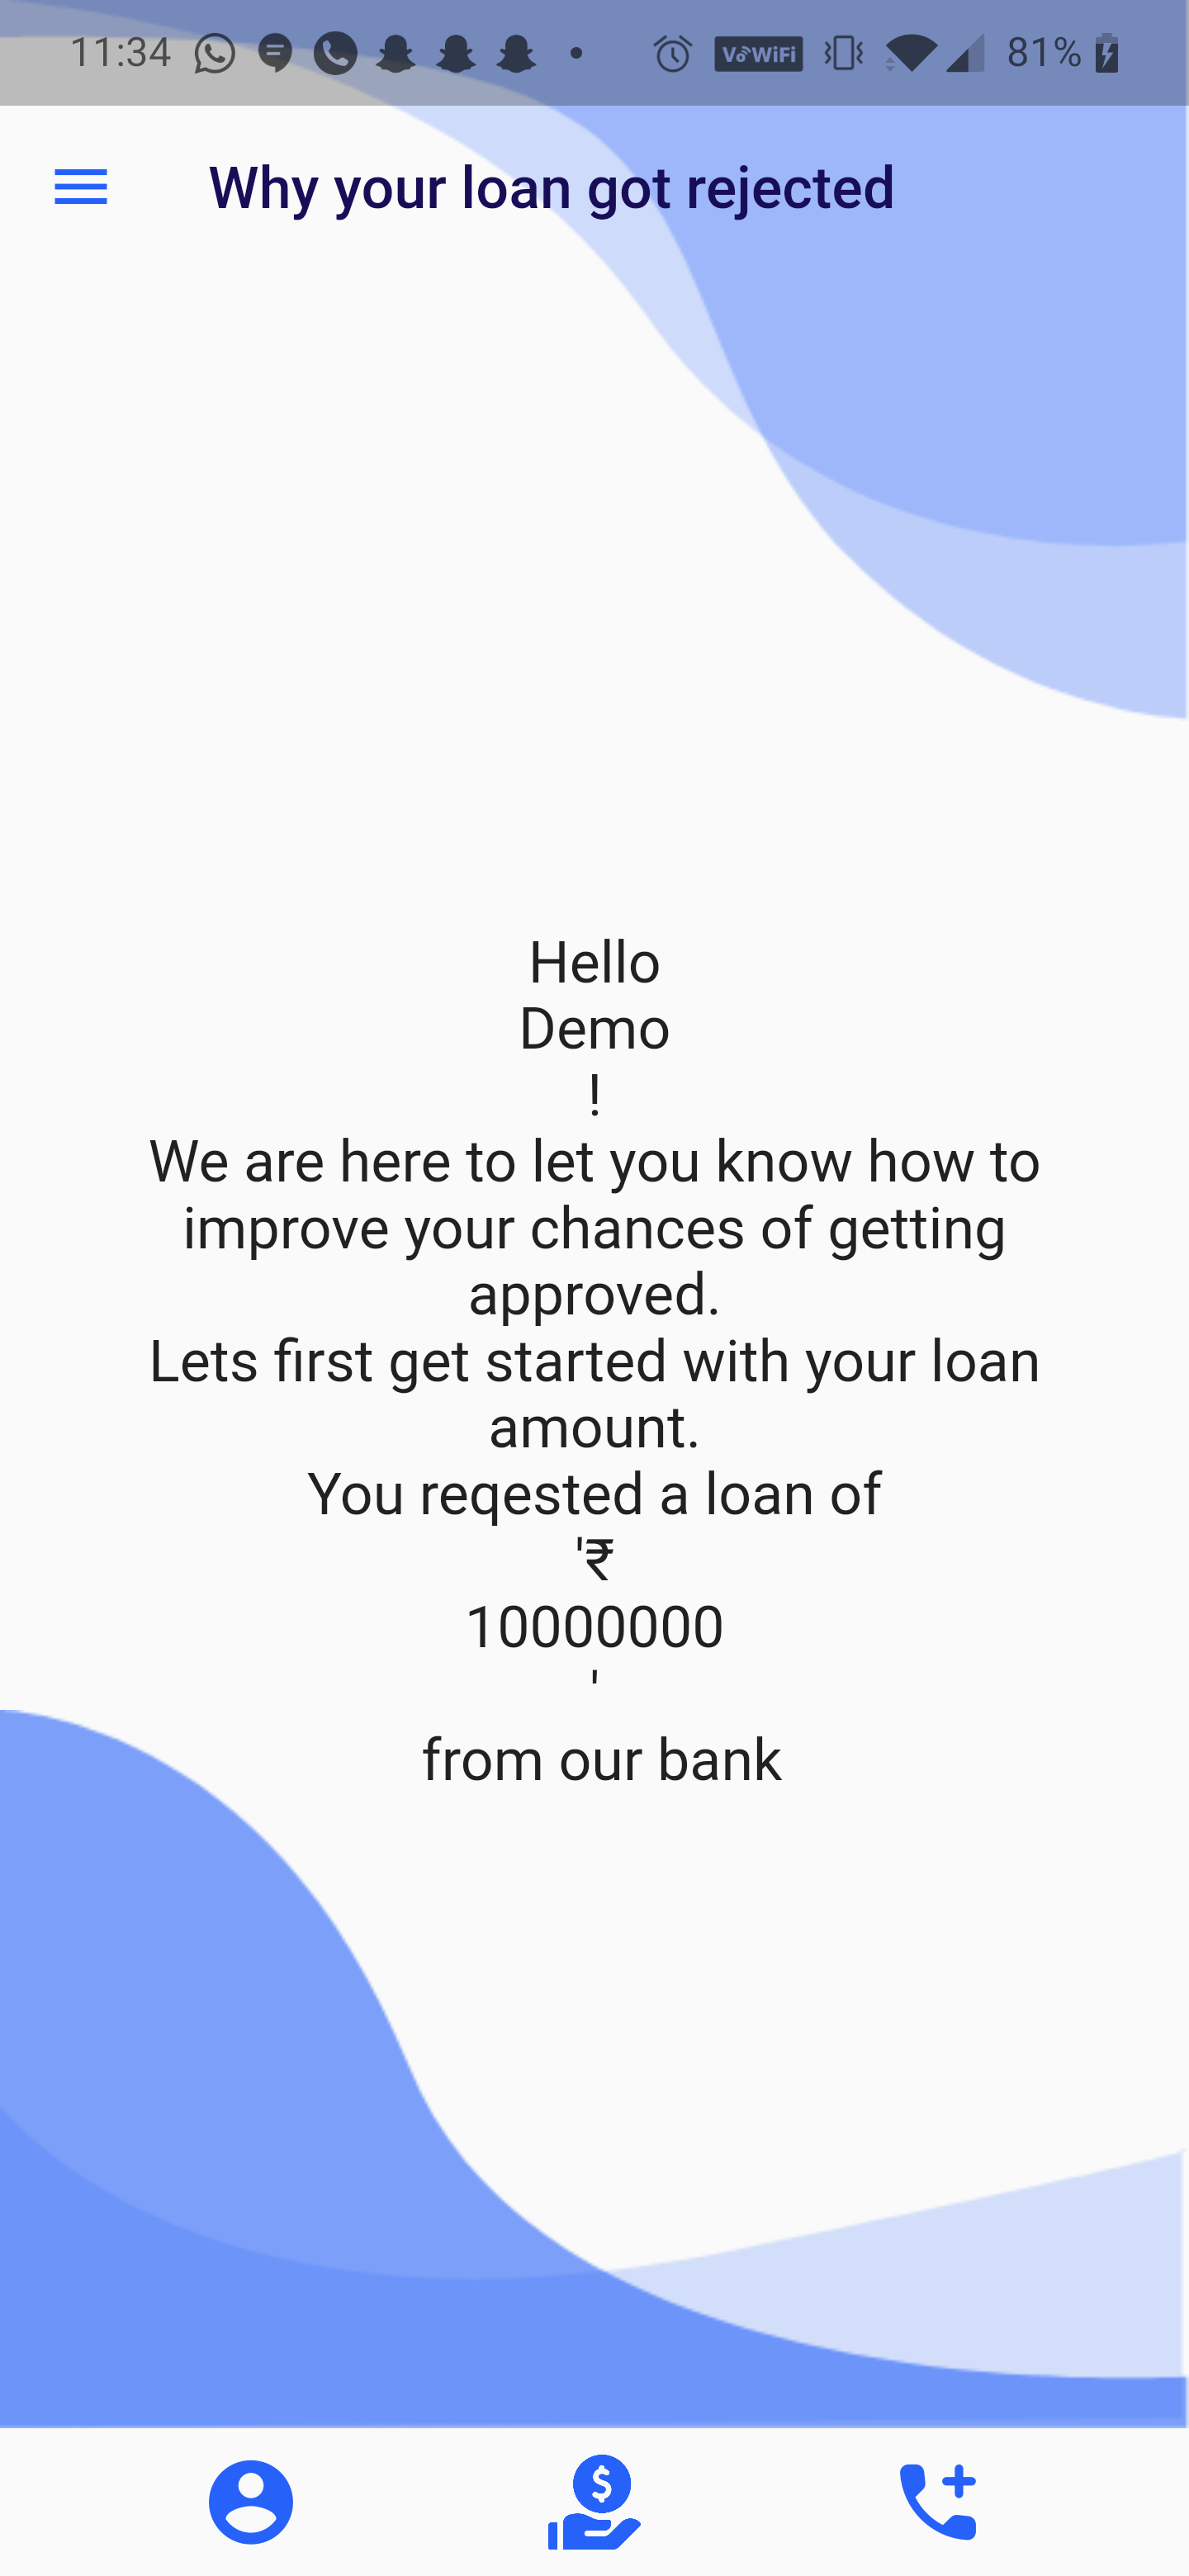 11:34 VoWiFi 81%
Why your loan got rejected
Hello
Demo
!
We are here to let you know how to
improve your chances of getting
approved.
Lets first get started with your loan
amount.
You reqested a loan of
'₹
10000000
'
from our bank